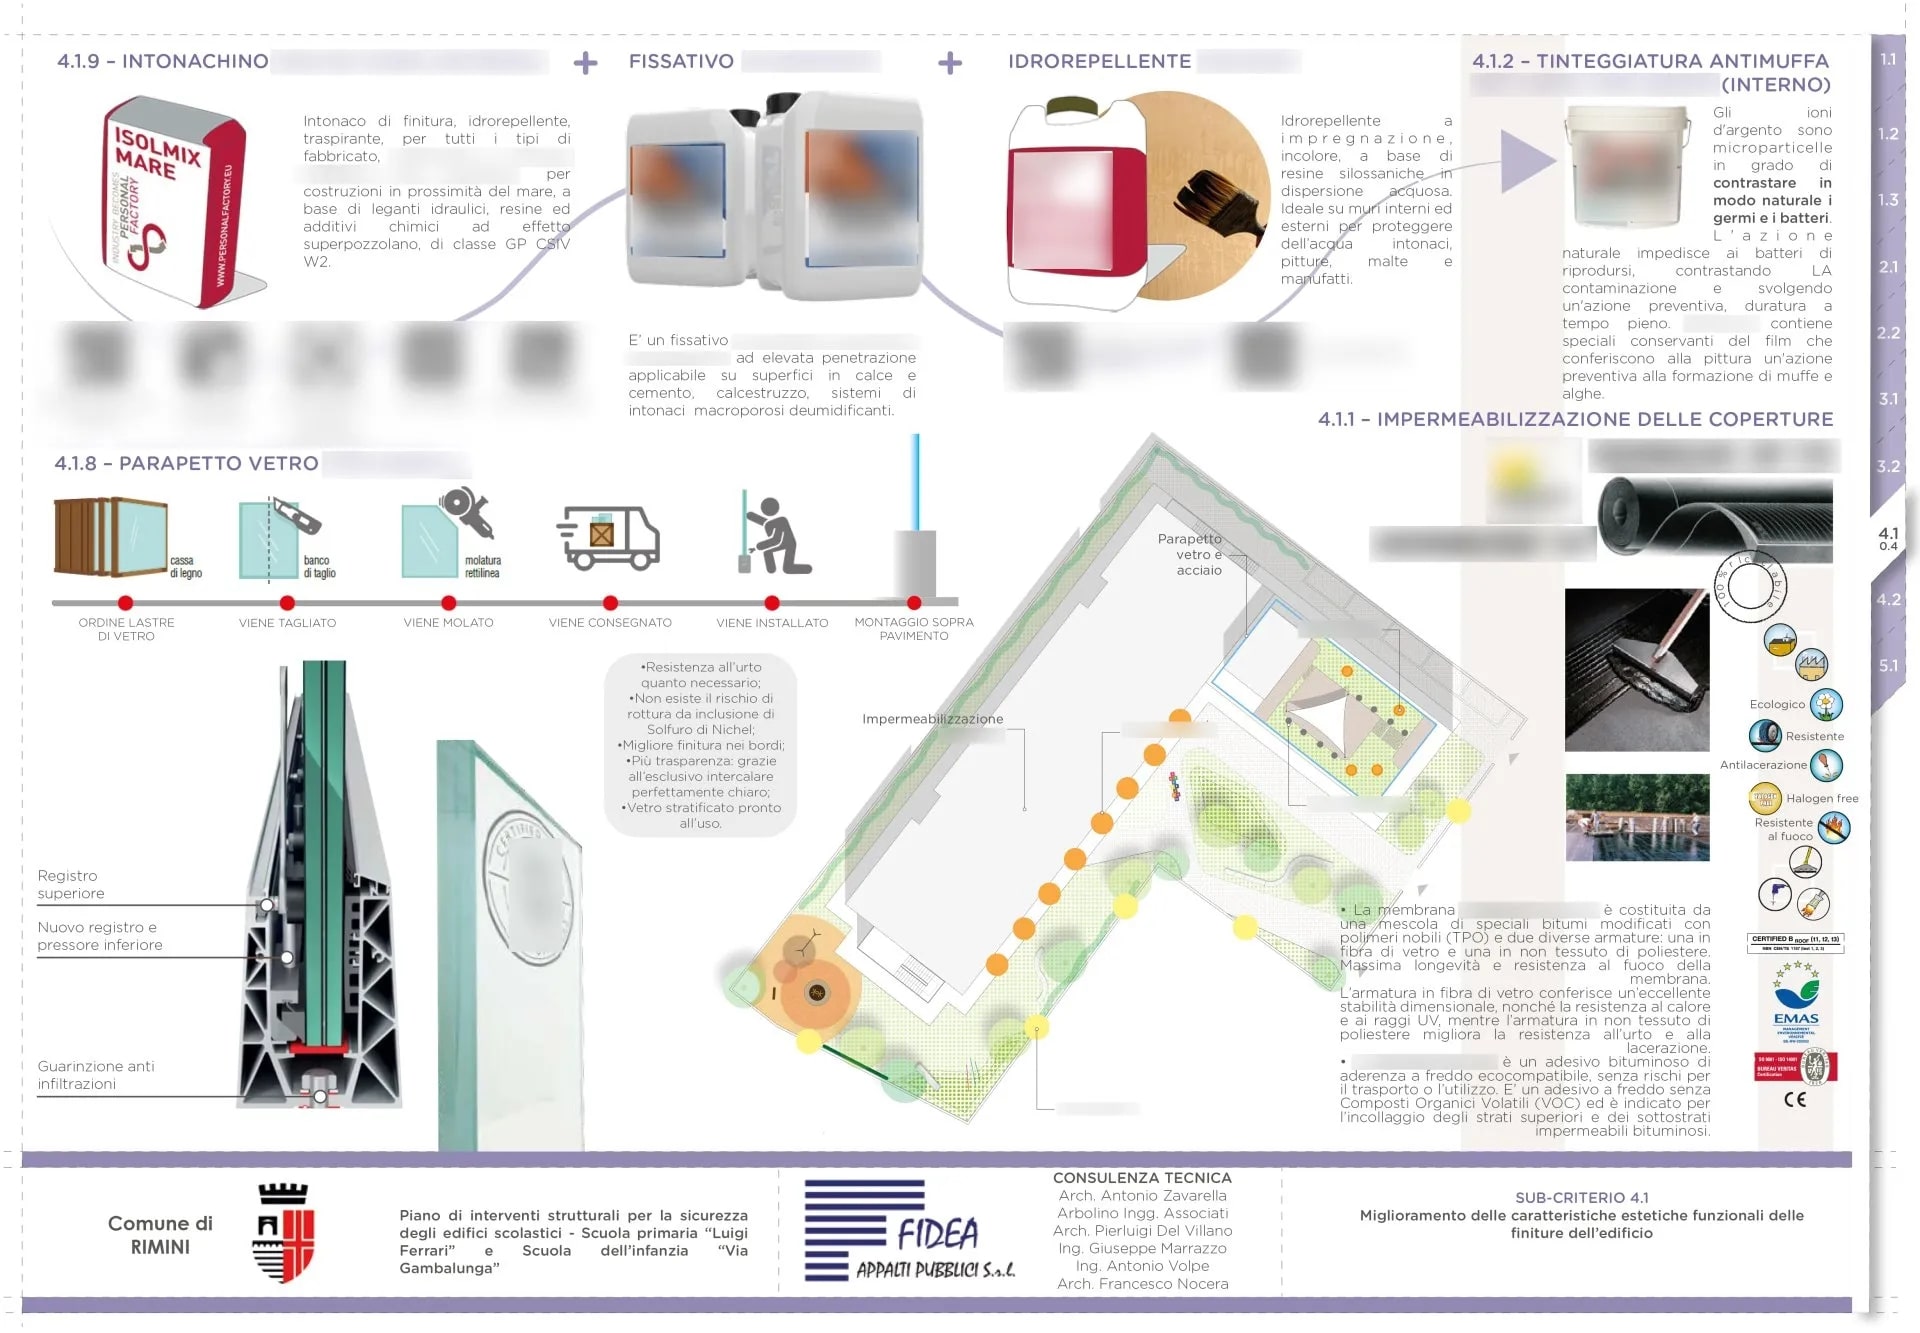 4.1.9 – INTONACHINO
+
FISSATIVO
+
IDROREPELLENTE
4.1.2 – TINTEGGIATURA ANTIMUFFA
(INTERNO)
ISOLMIX
MARE
INDUSTRY BECOMES
PERSONAL
FACTORY
WWW.PERSONALFACTORY.EU
Intonaco di finitura, idrorepellente,
traspirante, per tutti i tipi di
fabbricato,
per
costruzioni in prossimità del mare, a
base di leganti idraulici, resine ed
additivi chimici ad effetto
superpozzolano, di classe GP CSIV
W2.
E' un fissativo
ad elevata penetrazione
applicabile su superfici in calce e
cemento, calcestruzzo, sistemi di
intonaci macroporosi deumidificanti.
Idrorepellente a
impregnazione,
incolore, a base di
resine silossaniche in
dispersione acquosa.
Ideale su muri interni ed
esterni per proteggere
dell'acqua intonaci,
pitture, malte e
manufatti.
Gli ioni
d'argento sono
microparticelle
in grado di
contrastare in
modo naturale i
germi e i batteri.
L'azione
naturale impedisce ai batteri di
riprodursi, contrastando LA
contaminazione e svolgendo
un'azione preventiva, duratura a
tempo pieno. contiene
speciali conservanti del film che
conferiscono alla pittura un'azione
preventiva alla formazione di muffe e
alghe.
1.1
1.2
1.3
2.1
2.2
3.1
3.2
4.1
0.4
4.2
5.1
4.1.8 – PARAPETTO VETRO
cassa
di legno
banco
di taglio
molatura
rettilinea
ORDINE LASTRE
DI VETRO
VIENE TAGLIATO
VIENE MOLATO
VIENE CONSEGNATO
VIENE INSTALLATO
MONTAGGIO SOPRA
PAVIMENTO
•Resistenza all'urto
quanto necessario;
•Non esiste il rischio di
rottura da inclusione di
Solfuro di Nichel;
•Migliore finitura nei bordi;
•Più trasparenza: grazie
all'esclusivo intercalare
perfettamente chiaro;
•Vetro stratificato pronto
all'uso.
Registro
superiore
Nuovo registro e
pressore inferiore
Guarinzione anti
infiltrazioni
CERTIFIED
Parapetto
vetro e
acciaio
Impermeabilizzazione
4.1.1 – IMPERMEABILIZZAZIONE DELLE COPERTURE
100% riciclabile
Ecologico
Resistente
Antilacerazione
Halogen free
Resistente
al fuoco
• La membrana è costituita da
una mescola di speciali bitumi modificati con
polimeri nobili (TPO) e due diverse armature: una in
fibra di vetro e una in non tessuto di poliestere.
Massima longevità e resistenza al fuoco della
membrana.
L'armatura in fibra di vetro conferisce un'eccellente
stabilità dimensionale, nonché la resistenza al calore
e ai raggi UV, mentre l'armatura in non tessuto di
poliestere migliora la resistenza all'urto e alla
lacerazione.
• è un adesivo bituminoso di
aderenza a freddo ecocompatibile, senza rischi per
il trasporto o l'utilizzo. E' un adesivo a freddo senza
Composti Organici Volatili (VOC) ed è indicato per
l'incollaggio degli strati superiori e dei sottostrati
impermeabili bituminosi.
CERTIFIED B ROOF (t1, t2, t3)
EMAS
BUREAU VERITAS
Certification
CE
Comune di
RIMINI
Piano di interventi strutturali per la sicurezza
degli edifici scolastici - Scuola primaria "Luigi
Ferrari" e Scuola dell'infanzia "Via
Gambalunga"
FIDEA
APPALTI PUBBLICI S.r.l.
CONSULENZA TECNICA
Arch. Antonio Zavarella
Arbolino Ingg. Associati
Arch. Pierluigi Del Villano
Ing. Giuseppe Marrazzo
Ing. Antonio Volpe
Arch. Francesco Nocera
SUB-CRITERIO 4.1
Miglioramento delle caratteristiche estetiche funzionali delle
finiture dell'edificio